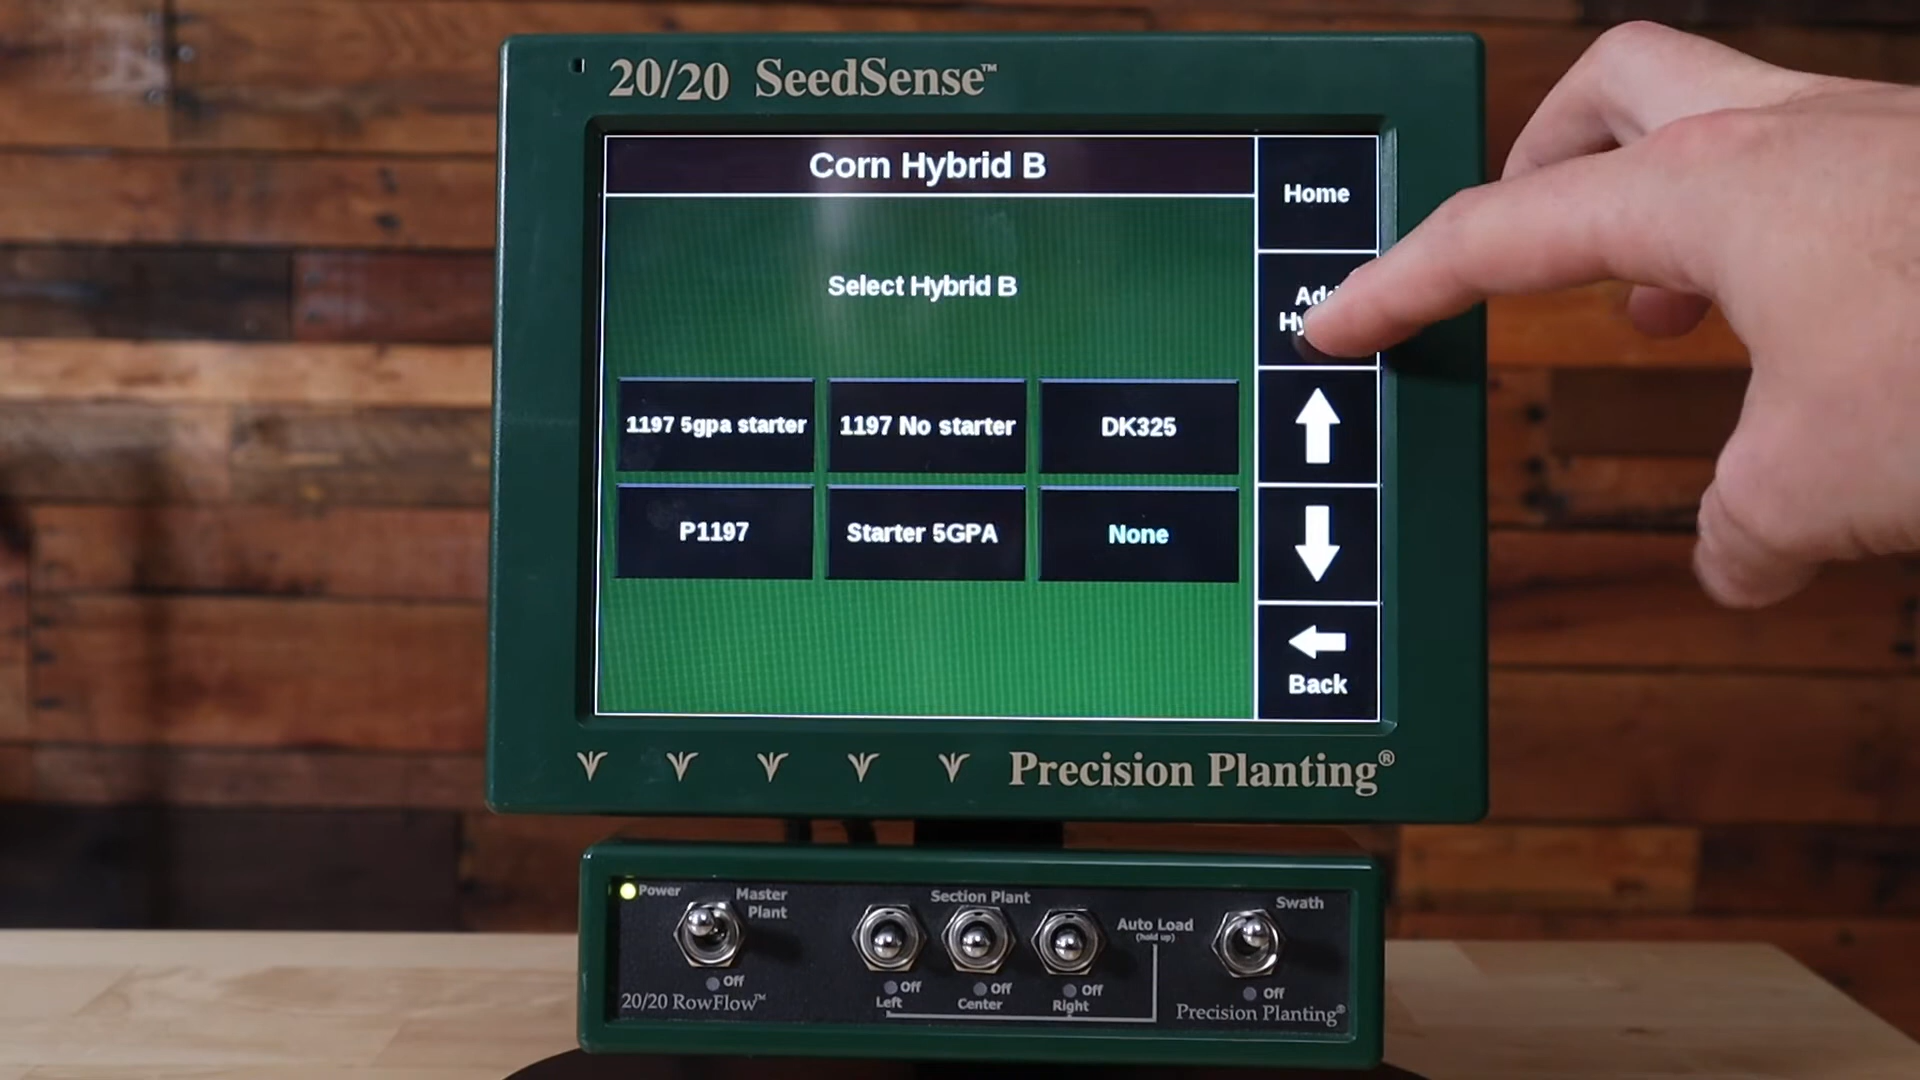 20/20 SeedSense™
Corn Hybrid B
Home
Select Hybrid B
1197 5gpa starter
1197 No starter
DK325
P1197
Starter 5GPA
None
Back
Precision Planting®
Power
Master
Plant
Section Plant
Auto Load
(hold up)
Swath
Off
Off
Off
Off
Off
Left
Center
Right
20/20 RowFlow™
Precision Planting®